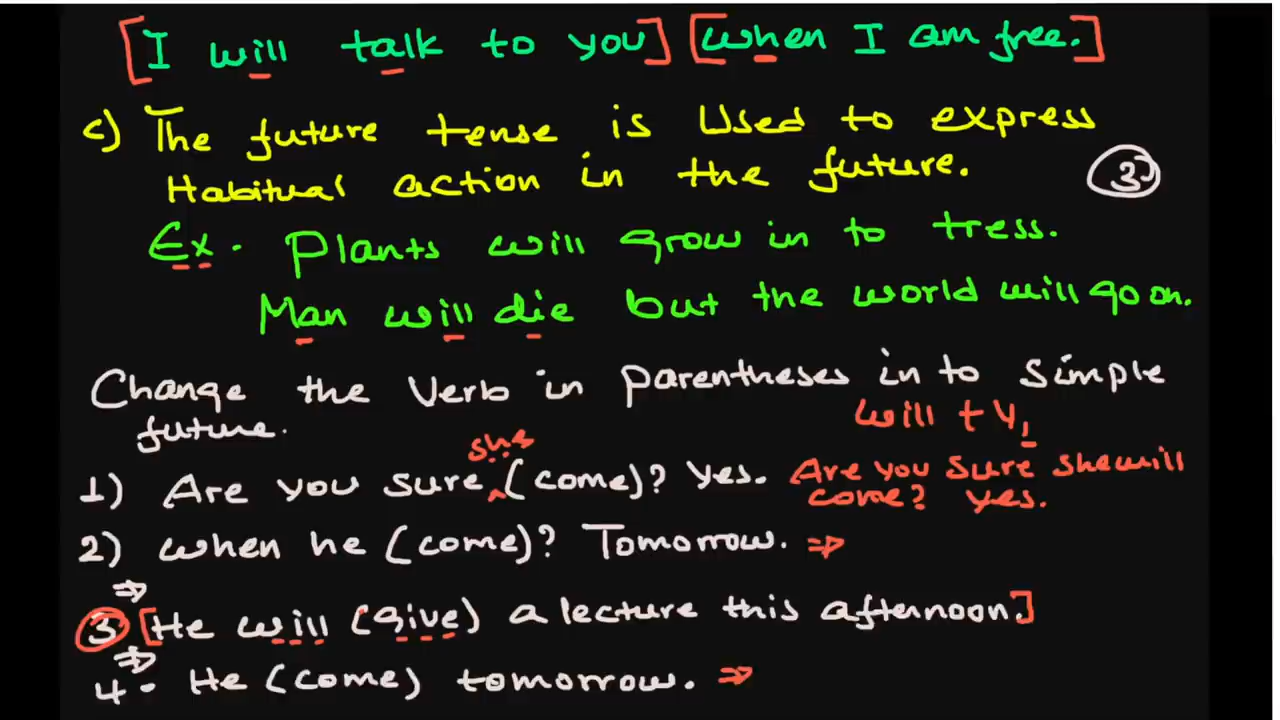 [I will talk to you] [when I am free.]
c) The future tense is Used to express
Habitual action in the future.
3
Ex. Plants will grow in to tress.
Man will die but the world will go on.
Change the Verb in parentheses in to simple
future.
will + V1
she
1) Are you sure ^ (come)? Yes. Are you sure she will
come? yes.
2) when he (come)? Tomorrow. ⇒
⇒
3 [He will (give) a lecture this afternoon.]
⇒
4. He (come) tomorrow. ⇒